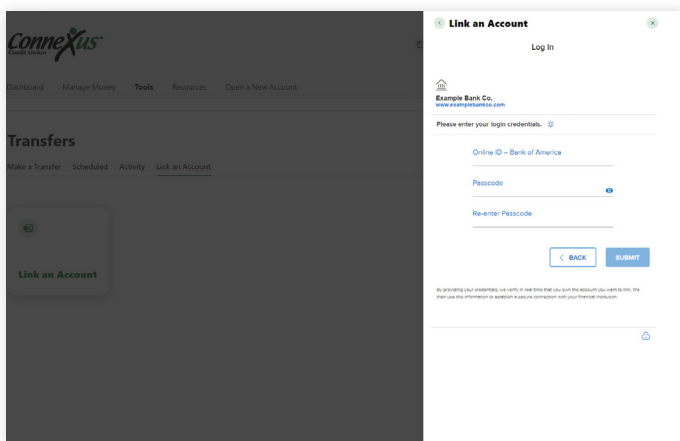 Connexus
Credit Union
Dashboard Manage Money Tools Resources Open a New Account
Transfers
Make a Transfer Scheduled Activity Link an Account
Link an Account
Link an Account
Log In
Example Bank Co.
www.examplebankco.com
Please enter your login credentials.
Online ID – Bank of America
Passcode
Re-enter Passcode
BACK SUBMIT
By providing your credentials, we verify in real time that you own the account you want to link. We
then use this information to establish a secure connection with your financial institution.